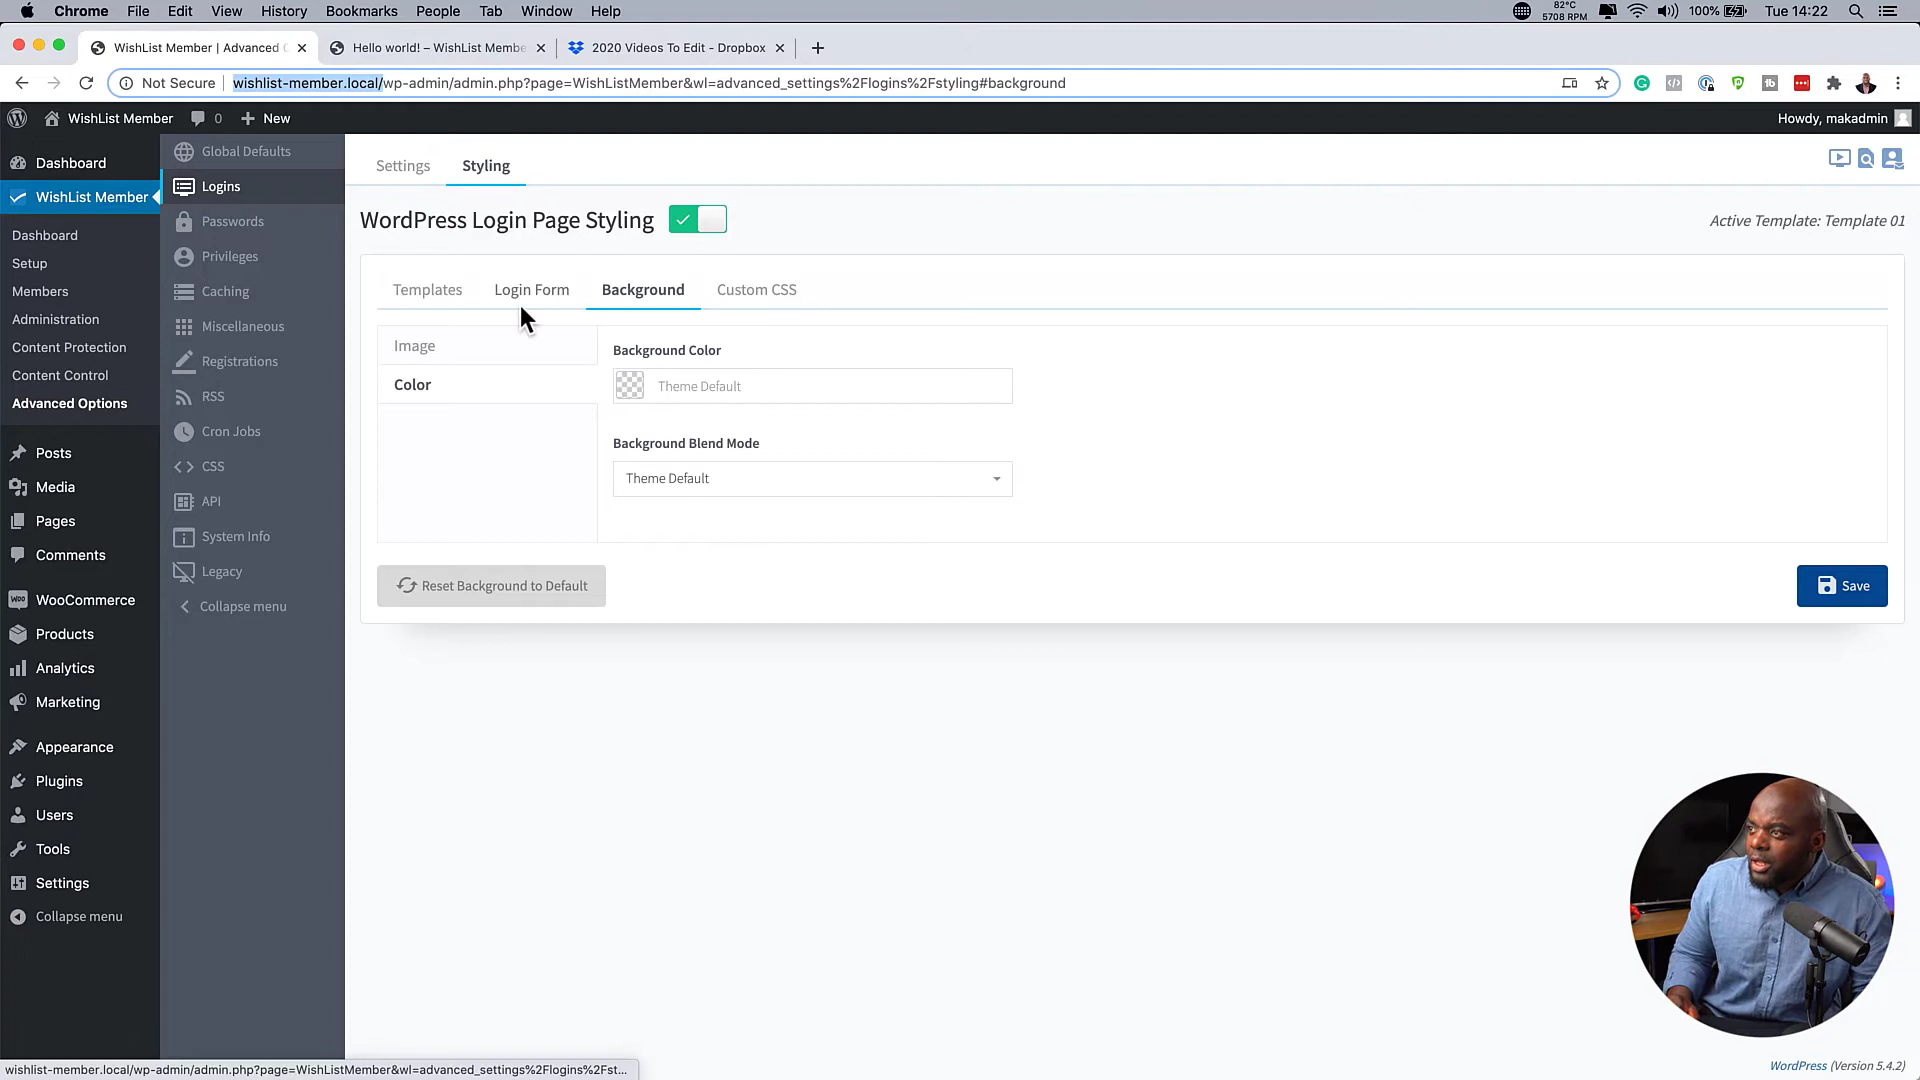 Chrome File Edit View History Bookmarks People Tab Window Help
82°C
5708 RPM
100% Tue 14:22
WishList Member | Advanced
Hello world! – WishList Membe
2020 Videos To Edit - Dropbox
Not Secure wishlist-member.local/wp-admin/admin.php?page=WishListMember&wl=advanced_settings%2Flogins%2Fstyling#background
WishList Member 0 New
Howdy, makadmin
Dashboard
WishList Member
Dashboard
Setup
Members
Administration
Content Protection
Content Control
Advanced Options
Posts
Media
Pages
Comments
WooCommerce
Products
Analytics
Marketing
Appearance
Plugins
Users
Tools
Settings
Collapse menu
Global Defaults
Logins
Passwords
Privileges
Caching
Miscellaneous
Registrations
RSS
Cron Jobs
CSS
API
System Info
Legacy
Collapse menu
Settings Styling
WordPress Login Page Styling
Active Template: Template 01
Templates Login Form Background Custom CSS
Image
Color
Background Color
Theme Default
Background Blend Mode
Theme Default
Reset Background to Default
Save
WordPress (Version 5.4.2)
wishlist-member.local/wp-admin/admin.php?page=WishListMember&wl=advanced_settings%2Flogins%2Fst...